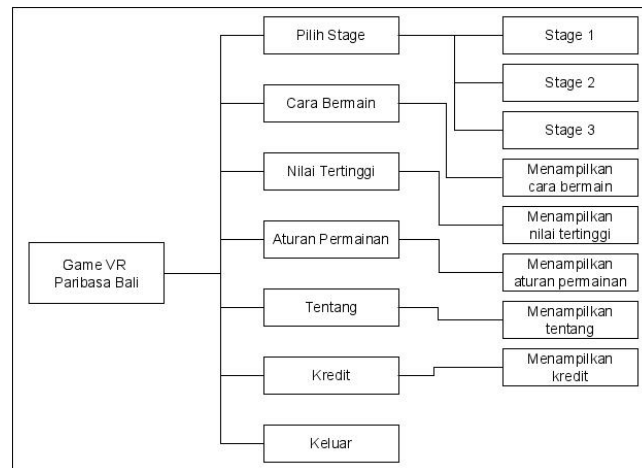 Pilih Stage
Stage 1
Stage 2
Stage 3
Cara Bermain
Menampilkan
cara bermain
Nilai Tertinggi
Menampilkan
nilai tertinggi
Game VR
Paribasa Bali
Aturan Permainan
Menampilkan
aturan permainan
Tentang
Menampilkan
tentang
Kredit
Menampilkan
kredit
Keluar